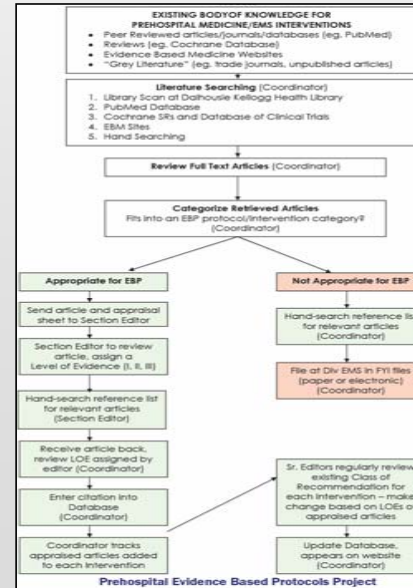 EXISTING BODYOF KNOWLEDGE FOR
PREHOSPITAL MEDICINE/EMS INTERVENTIONS
• Peer Reviewed articles/journals/databases (eg. PubMed)
• Reviews (eg. Cochrane Database)
• Evidence Based Medicine Websites
• "Grey Literature" (eg. trade journals, unpublished articles)
Literature Searching (Coordinator)
1. Library Scan at Dalhousie Kellogg Health Library
2. PubMed Database
3. Cochrane SRs and Database of Clinical Trials
4. EBM Sites
5. Hand Searching
Review Full Text Articles (Coordinator)
Categorize Retrieved Articles
Fits into an EBP protocol/intervention category?
(Coordinator)
Appropriate for EBP
Send article and appraisal
sheet to Section Editor
Section Editor to review
article, assign a
Level of Evidence (I, II, III)
Hand-search reference list
for relevant articles
(Section Editor)
Receive article back,
review LOE assigned by
editor (Coordinator)
Enter citation into
Database
(Coordinator)
Coordinator tracks
appraised articles added
to each intervention
Not Appropriate for EBP
Hand-search reference list
for relevant articles
(Coordinator)
File at Div EMS in FYI files
(paper or electronic)
(Coordinator)
Sr. Editors regularly review
existing Class of
Recommendation for
each intervention – make
change based on LOEs of
appraised articles
Update Database,
appears on website
(Coordinator)
Prehospital Evidence Based Protocols Project